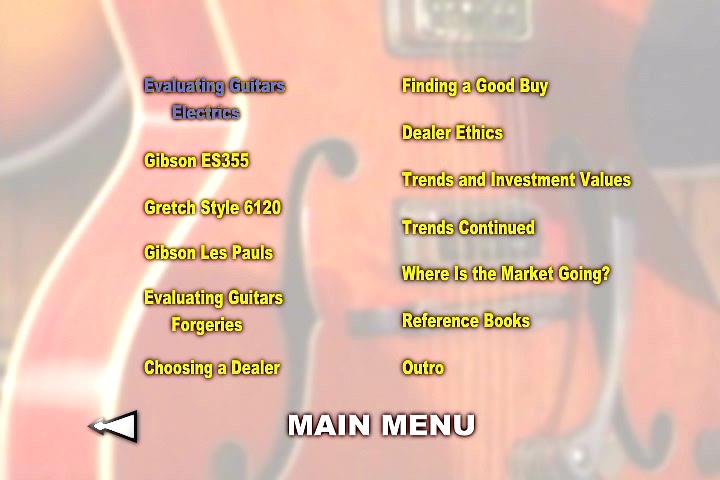 Evaluating Guitars
Electrics
Gibson ES355
Gretch Style 6120
Gibson Les Pauls
Evaluating Guitars
Forgeries
Choosing a Dealer
Finding a Good Buy
Dealer Ethics
Trends and Investment Values
Trends Continued
Where Is the Market Going?
Reference Books
Outro
MAIN MENU